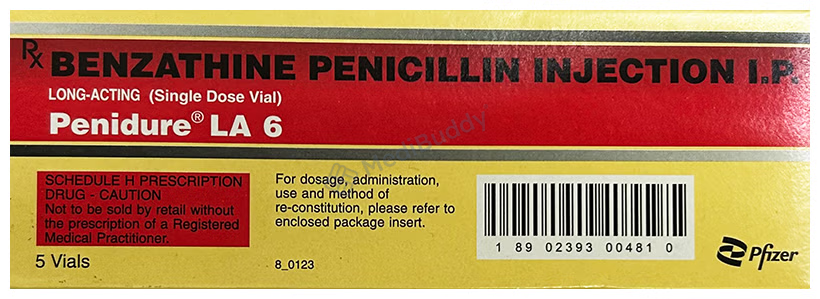 Rx BENZATHINE PENICILLIN INJECTION I.P.
LONG-ACTING (Single Dose Vial)
Penidure® LA 6
MediBuddy
SCHEDULE H PRESCRIPTION
DRUG - CAUTION
Not to be sold by retail without
the prescription of a Registered
Medical Practitioner.
5 Vials
For dosage, administration,
use and method of
re-constitution, please refer to
enclosed package insert.
8_0123
1 89 02393 00481 0
Pfizer